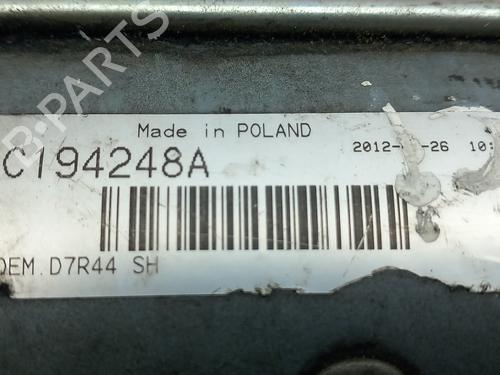 Made in POLAND
C194248A
2012- -26 10:
DEM. D7R44 SH
B-PARTS